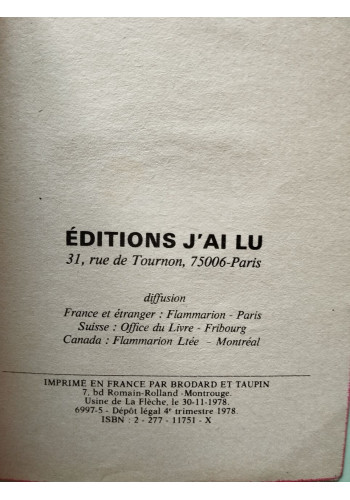 ÉDITIONS J'AI LU
31, rue de Tournon, 75006-Paris
diffusion
France et étranger : Flammarion - Paris
Suisse : Office du Livre - Fribourg
Canada : Flammarion Ltée - Montréal
IMPRIME EN FRANCE PAR BRODARD ET TAUPIN
7, bd Romain-Rolland -Montrouge.
Usine de La Flèche, le 30-11-1978.
6997-5 - Dépôt légal 4e trimestre 1978.
ISBN : 2 - 277 - 11751 - X